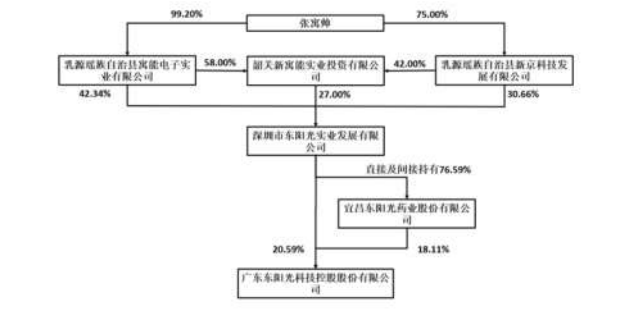 99.20%
张寓帅
75.00%
乳源瑶族自治县寓能电子实
业有限公司
58.00%
韶关新寓能实业投资有限公
司
42.00%
乳源瑶族自治县新京科技发
展有限公司
42.34%
27.00%
30.66%
深圳市东阳光实业发展有限
公司
直接及间接持有76.59%
宜昌东阳光药业股份有限公
司
20.59%
18.11%
广东东阳光科技控股股份有限公
司